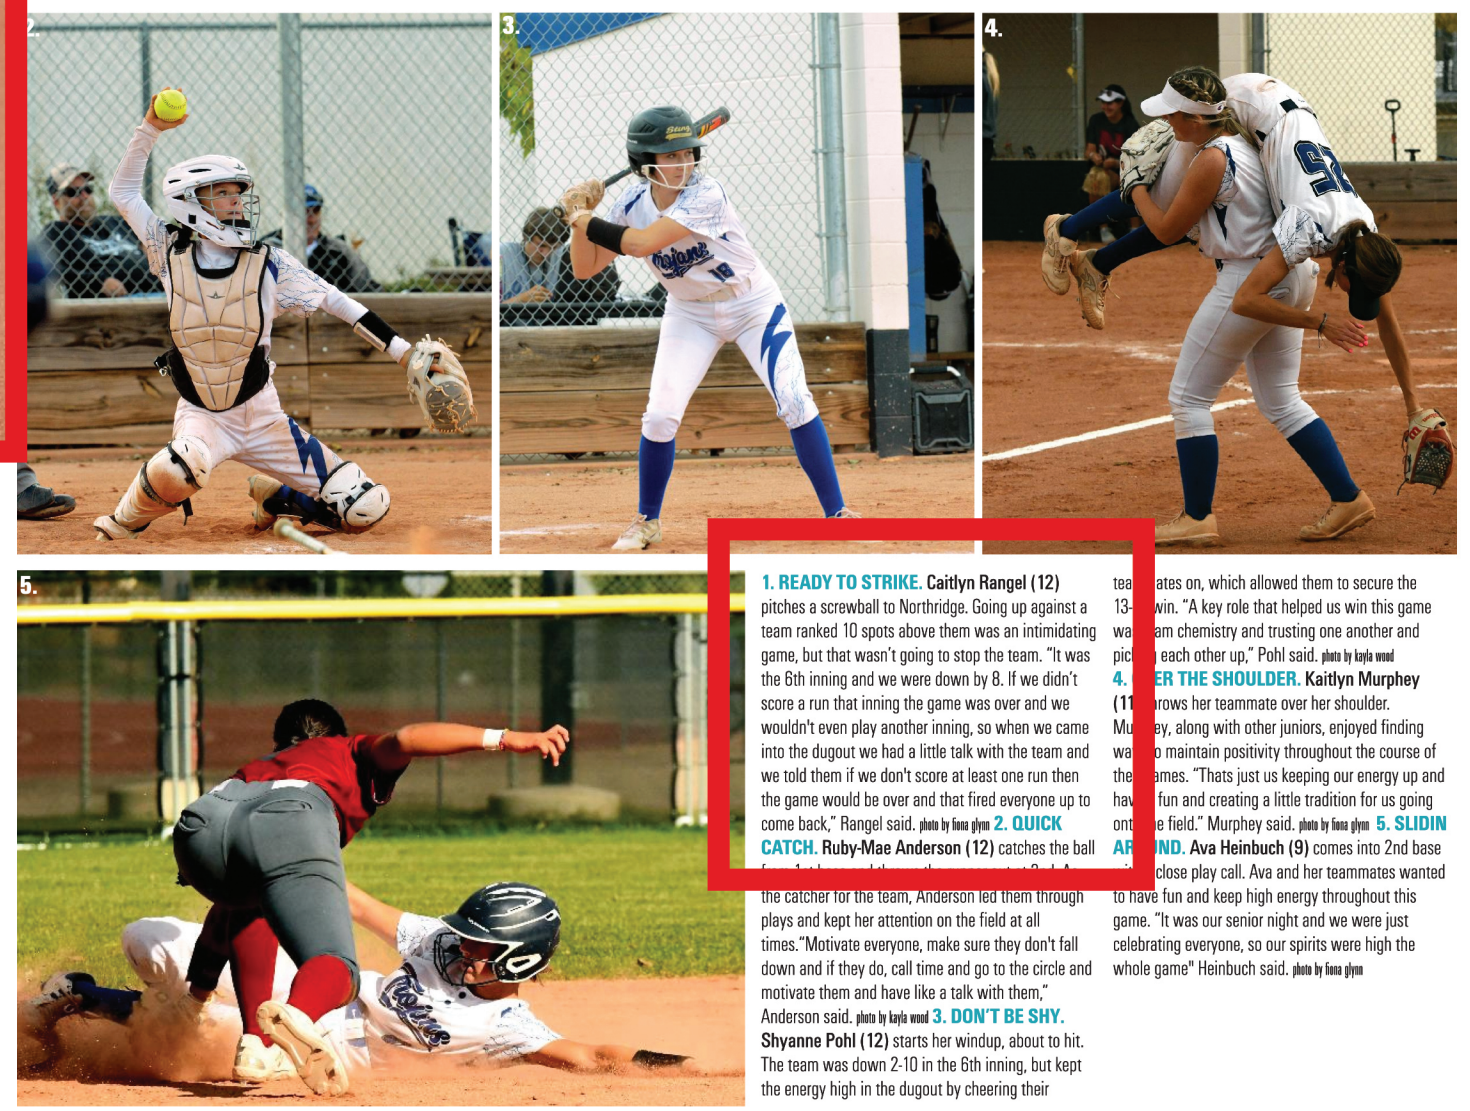 2.
3.
4.
Sting
Trojans
18
25
5.
Trojans
1. READY TO STRIKE. Caitlyn Rangel (12)
pitches a screwball to Northridge. Going up against a
team ranked 10 spots above them was an intimidating
game, but that wasn’t going to stop the team. “It was
the 6th inning and we were down by 8. If we didn’t
score a run that inning the game was over and we
wouldn't even play another inning, so when we came
into the dugout we had a little talk with the team and
we told them if we don't score at least one run then
the game would be over and that fired everyone up to
come back,” Rangel said. photo by fiona glynn 2. QUICK
CATCH. Ruby-Mae Anderson (12) catches the ball
from 1st base and throws the runner out at 2nd. As
the catcher for the team, Anderson led them through
plays and kept her attention on the field at all
times.“Motivate everyone, make sure they don't fall
down and if they do, call time and go to the circle and
motivate them and have like a talk with them,”
Anderson said. photo by kayla wood 3. DON’T BE SHY.
Shyanne Pohl (12) starts her windup, about to hit.
The team was down 2-10 in the 6th inning, but kept
the energy high in the dugout by cheering their
on, which allowed them to secure the
win. “A key role that helped us win this game
chemistry and trusting one another and
each other up,” Pohl said. photo by kayla wood
4. THE SHOULDER. Kaitlyn Murphey
(11 her teammate over her shoulder.
along with other juniors, enjoyed finding
maintain positivity throughout the course of
the “Thats just us keeping our energy up and
fun and creating a little tradition for us going
field.” Murphey said. photo by fiona glynn 5. SLIDIN
Ava Heinbuch (9) comes into 2nd base
close play call. Ava and her teammates wanted
to have fun and keep high energy throughout this
game. “It was our senior night and we were just
celebrating everyone, so our spirits were high the
whole game" Heinbuch said. photo by fiona glynn